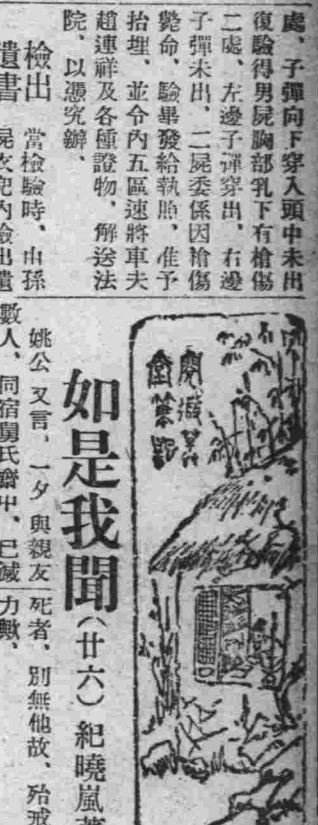 處、子彈向下穿入頭中未出
復驗得男屍胸部乳下有槍傷
二處、左邊子彈穿出、右邊
子彈未出、二屍委係因槍傷
斃命、驗畢發給執照、准予
抬埋、並令內五區速將車夫
趙連祥及各種證物、解送法
院、以憑究辦、
檢出
遺書
當檢驗時、由孫
屍衣兜內檢出遺
閱微草
堂筆記
如是我聞(廿六)紀曉嵐著
姚公又言、一夕與親友
數人、同宿舅氏齋中、已滅
死者、別無他故、殆戒
力歟、